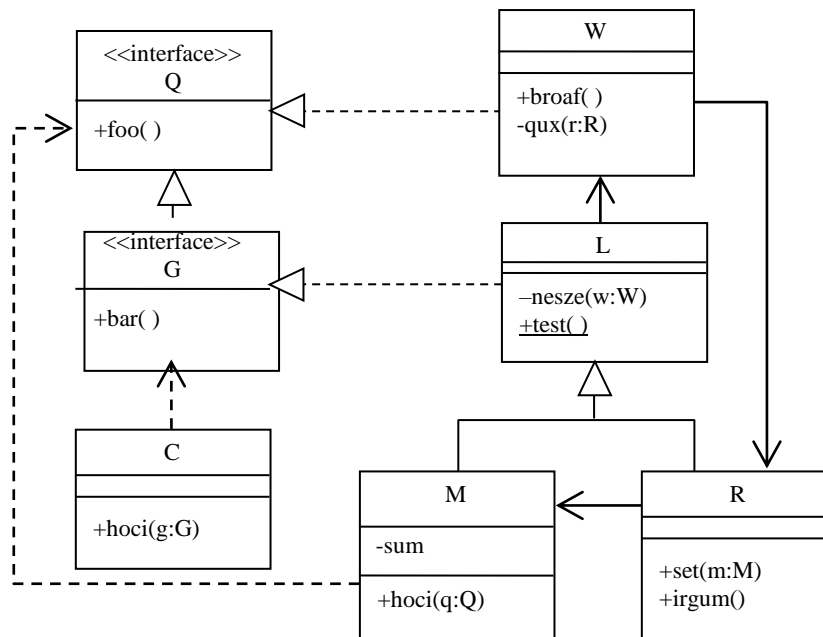 <<interface>>
Q
+foo( )
W
+broaf( )
-qux(r:R)
<<interface>>
G
+bar( )
L
–nesze(w:W)
+test( )
C
+hoci(g:G)
M
-sum
+hoci(q:Q)
R
+set(m:M)
+irgum()